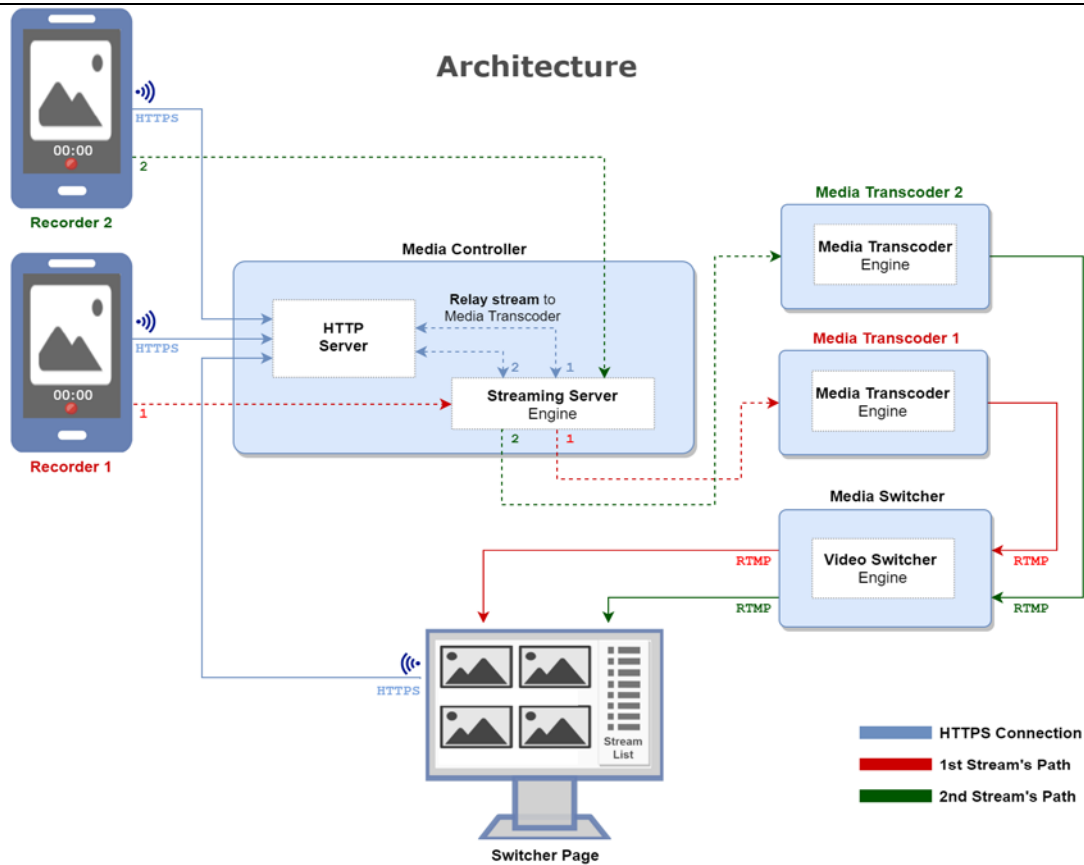 Architecture
HTTPS
00:00
2
Recorder 2
Media Transcoder 2
Media Transcoder
Engine
Media Controller
HTTPS
HTTP
Server
Relay stream to
Media Transcoder
2
1
Streaming Server
Engine
2
1
00:00
1
Recorder 1
Media Transcoder 1
Media Transcoder
Engine
Media Switcher
Video Switcher
Engine
RTMP
RTMP
RTMP
RTMP
HTTPS
Stream
List
Switcher Page
HTTPS Connection
1st Stream's Path
2nd Stream's Path